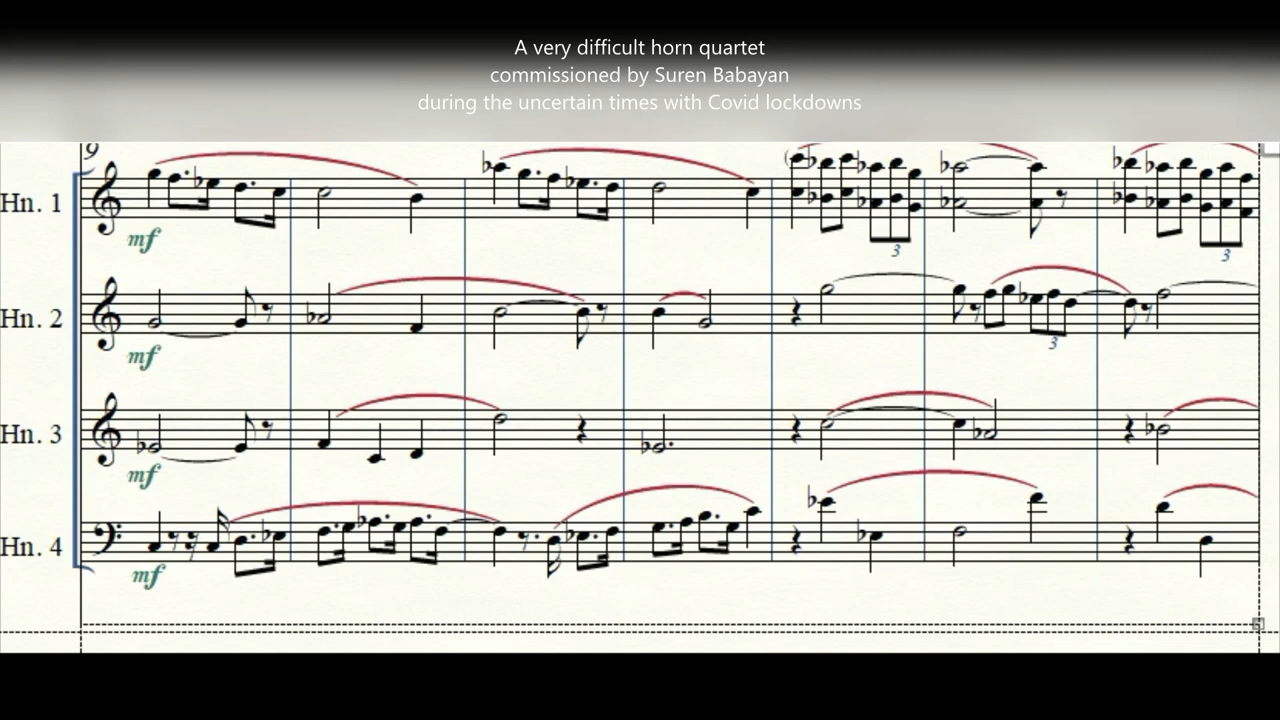 A very difficult horn quartet
commissioned by Suren Babayan
during the uncertain times with Covid lockdowns
9
Hn. 1
mf
3
3
Hn. 2
mf
3
Hn. 3
mf
Hn. 4
mf